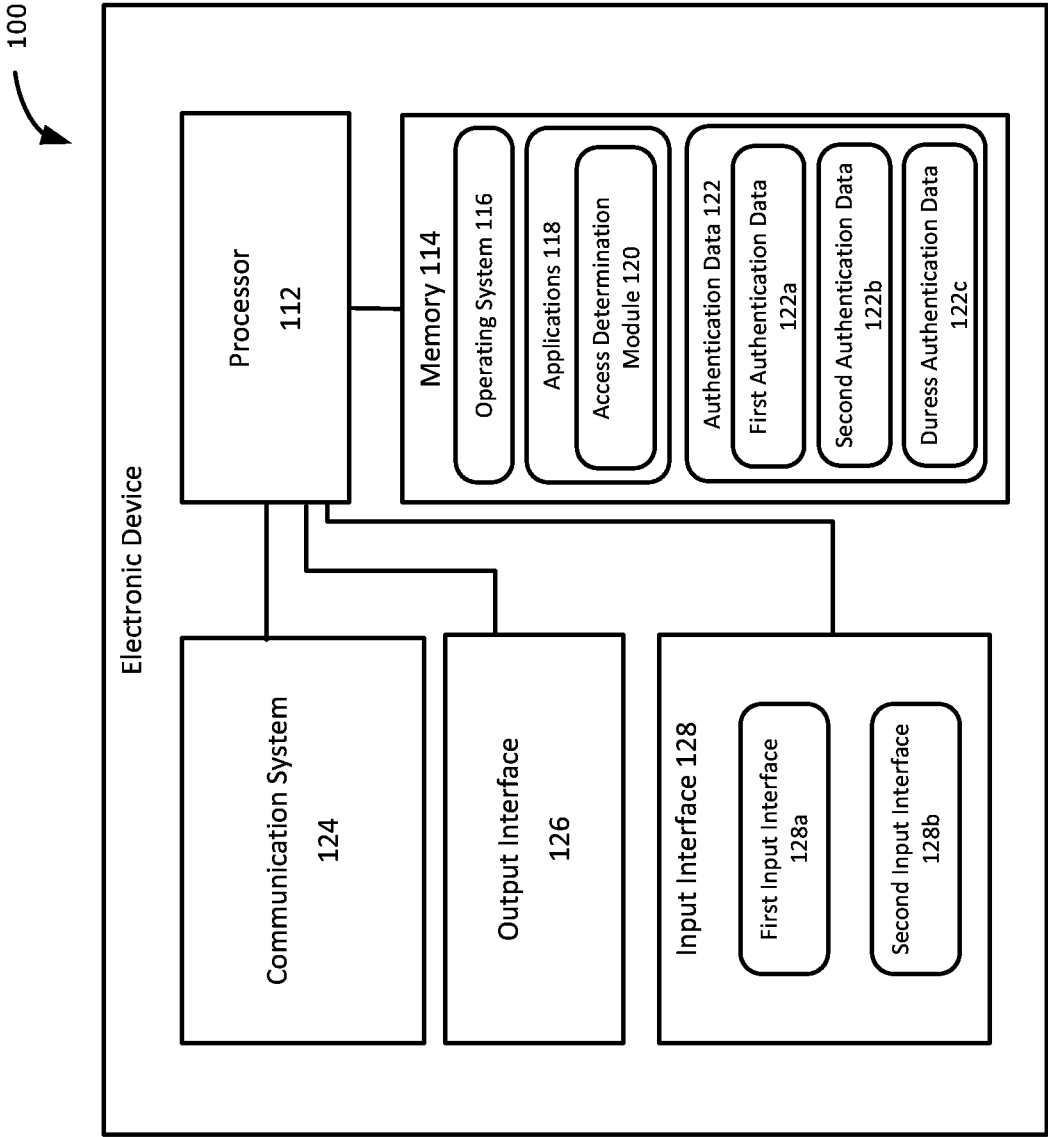 100
Electronic Device
Communication System
124
Output Interface
126
Input Interface 128
First Input Interface
128a
Second Input Interface
128b
Processor
112
Memory 114
Operating System 116
Applications 118
Access Determination
Module 120
Authentication Data 122
First Authentication Data
122a
Second Authentication Data
122b
Duress Authentication Data
122c